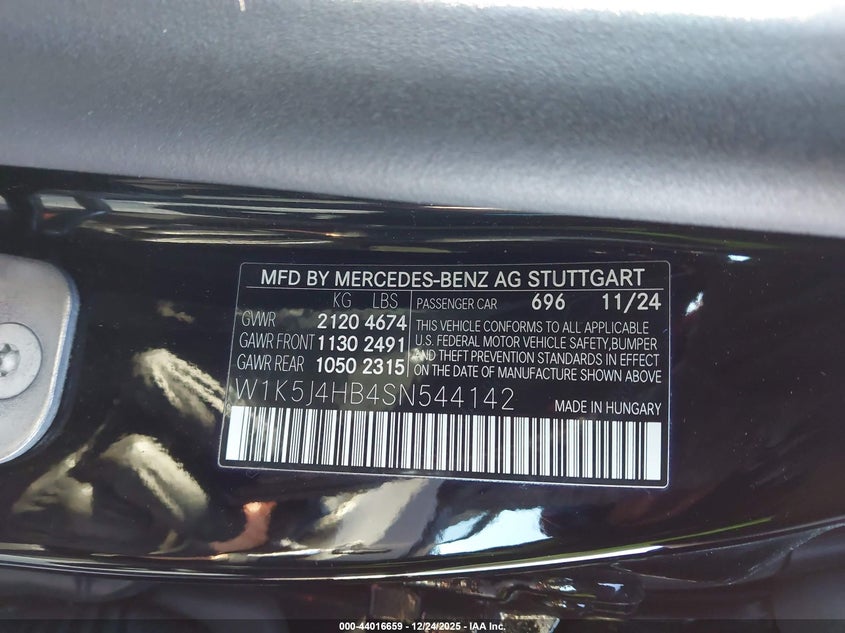 MFD BY MERCEDES-BENZ AG STUTTGART
KG LBS
GVWR 2120 4674
GAWR FRONT 1130 2491
GAWR REAR 1050 2315
PASSENGER CAR 696 11/24
THIS VEHICLE CONFORMS TO ALL APPLICABLE
U.S. FEDERAL MOTOR VEHICLE SAFETY,BUMPER
AND THEFT PREVENTION STANDARDS IN EFFECT
ON THE DATE OF MANUFACTURE SHOWN ABOVE
W1K5J4HB4SN544142
MADE IN HUNGARY
000-44016659 - 12/24/2025 - IAA Inc.